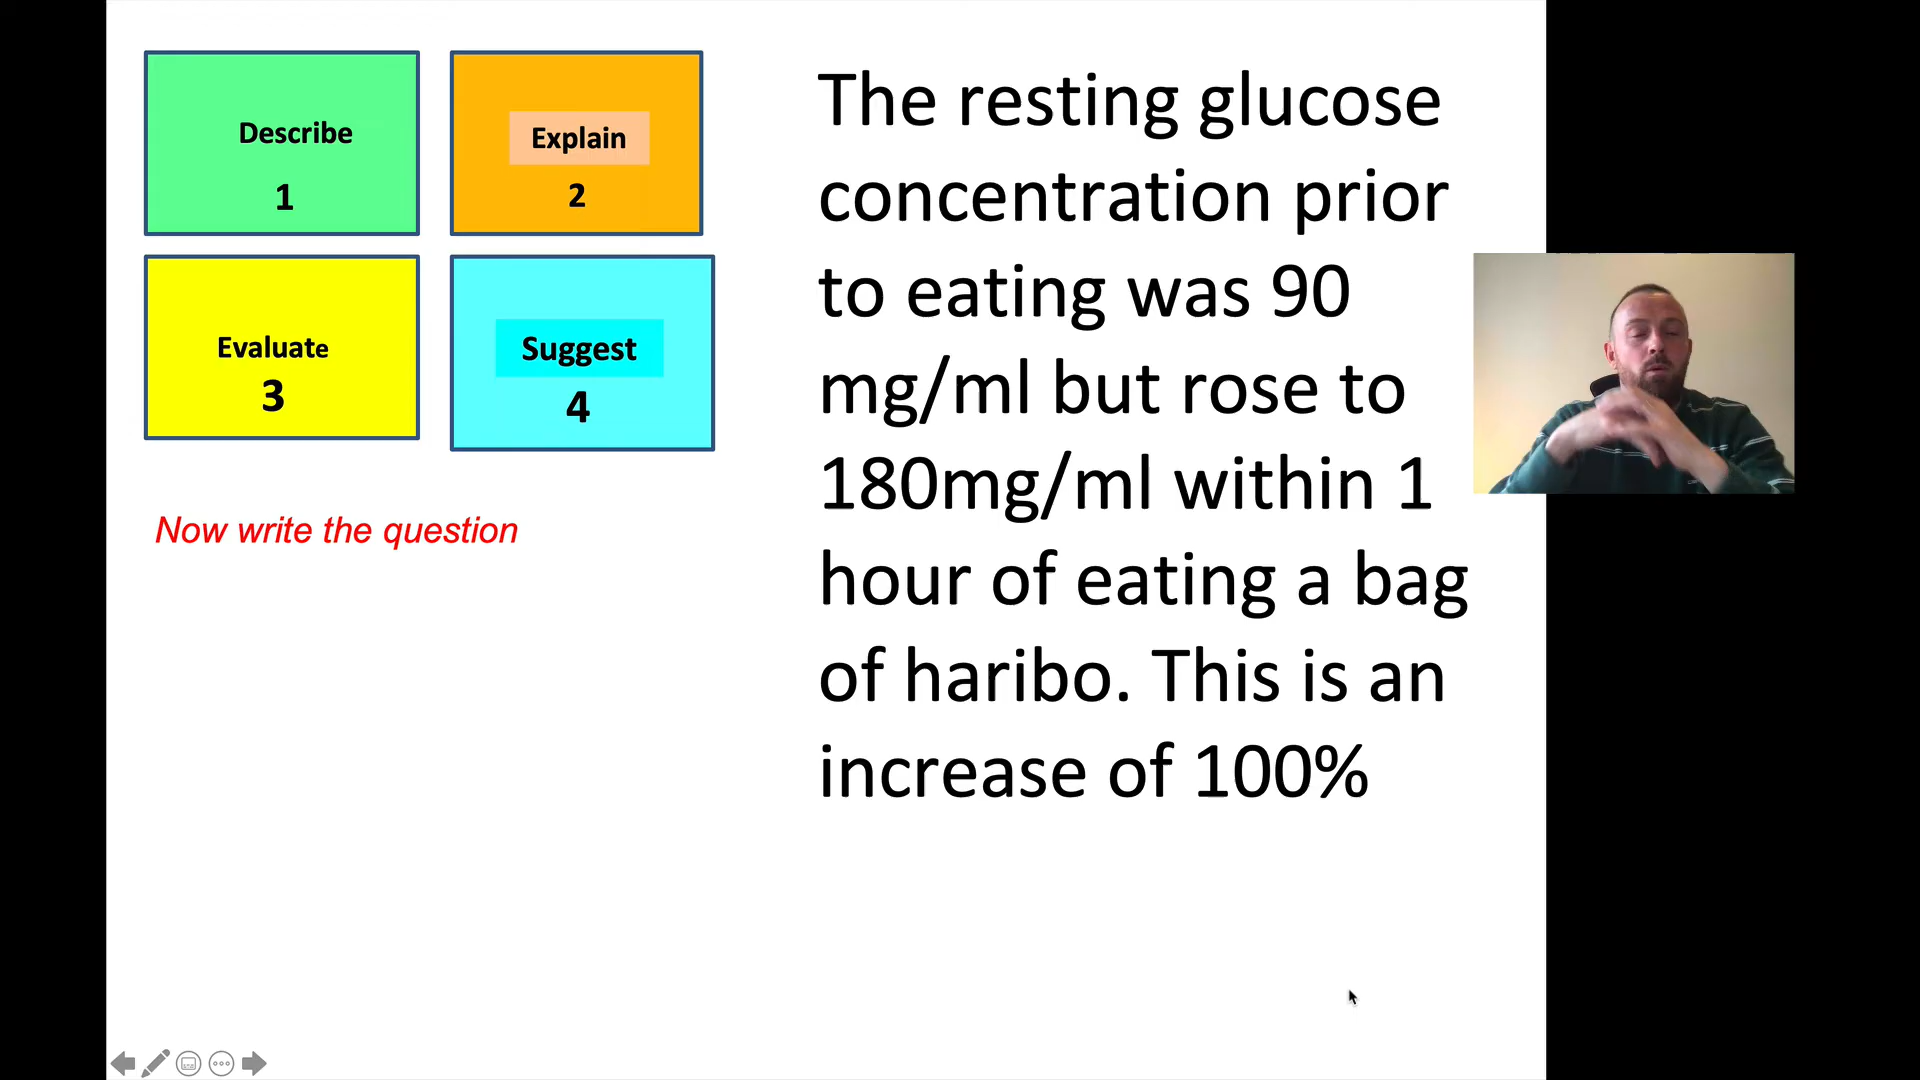 Describe
1
Explain
2
Evaluate
3
Suggest
4
Now write the question
The resting glucose
concentration prior
to eating was 90
mg/ml but rose to
180mg/ml within 1
hour of eating a bag
of haribo. This is an
increase of 100%